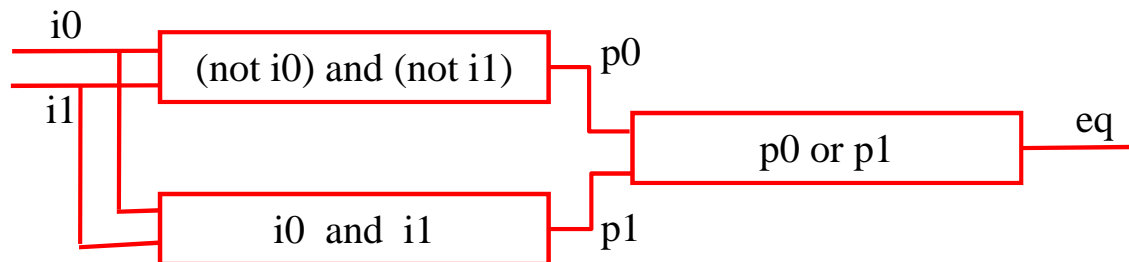 i0
(not i0) and (not i1)
p0
i1
eq
p0 or p1
i0 and i1
p1